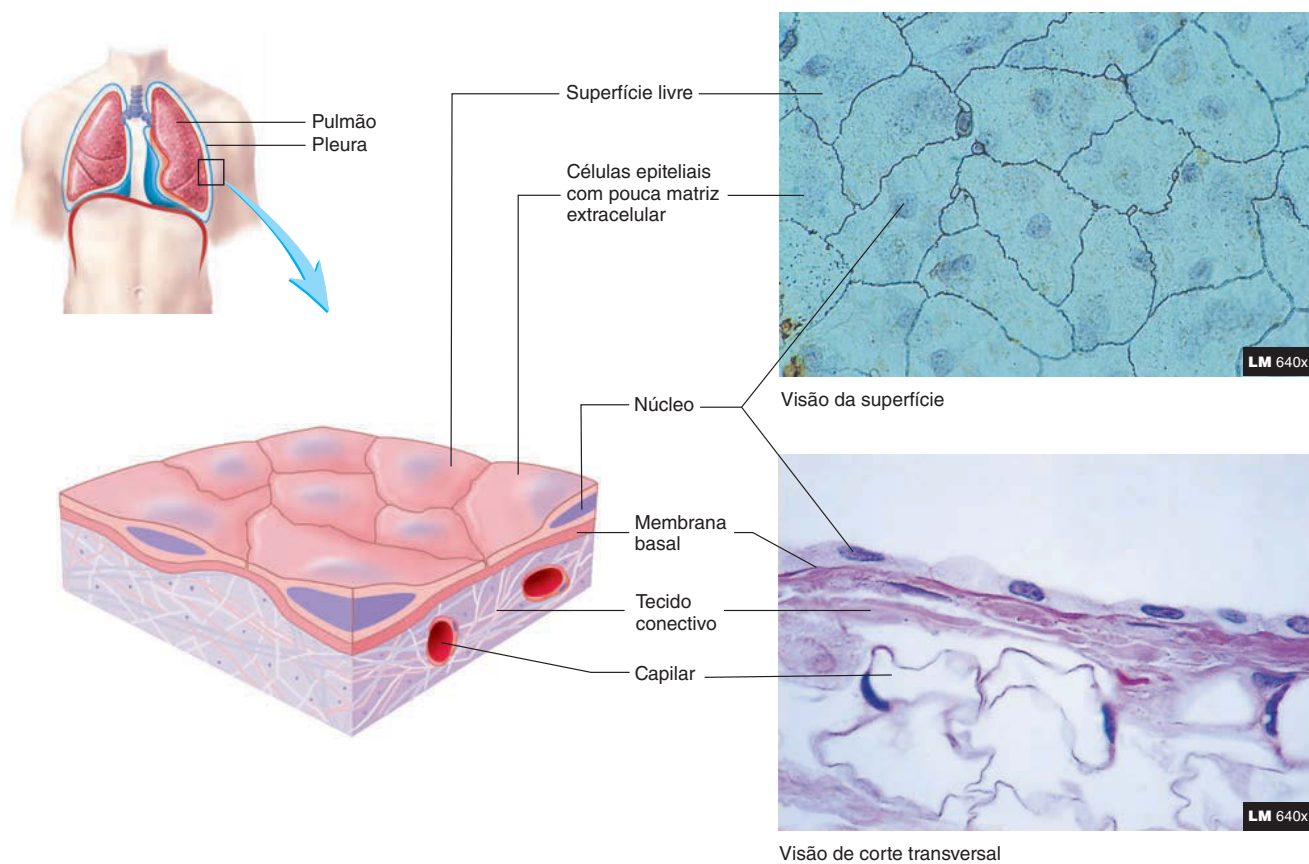 Pulmão
Pleura
Superfície livre
Células epiteliais
com pouca matriz
extracelular
LM 640x
Visão da superfície
Núcleo
Membrana
basal
Tecido
conectivo
Capilar
LM 640x
Visão de corte transversal